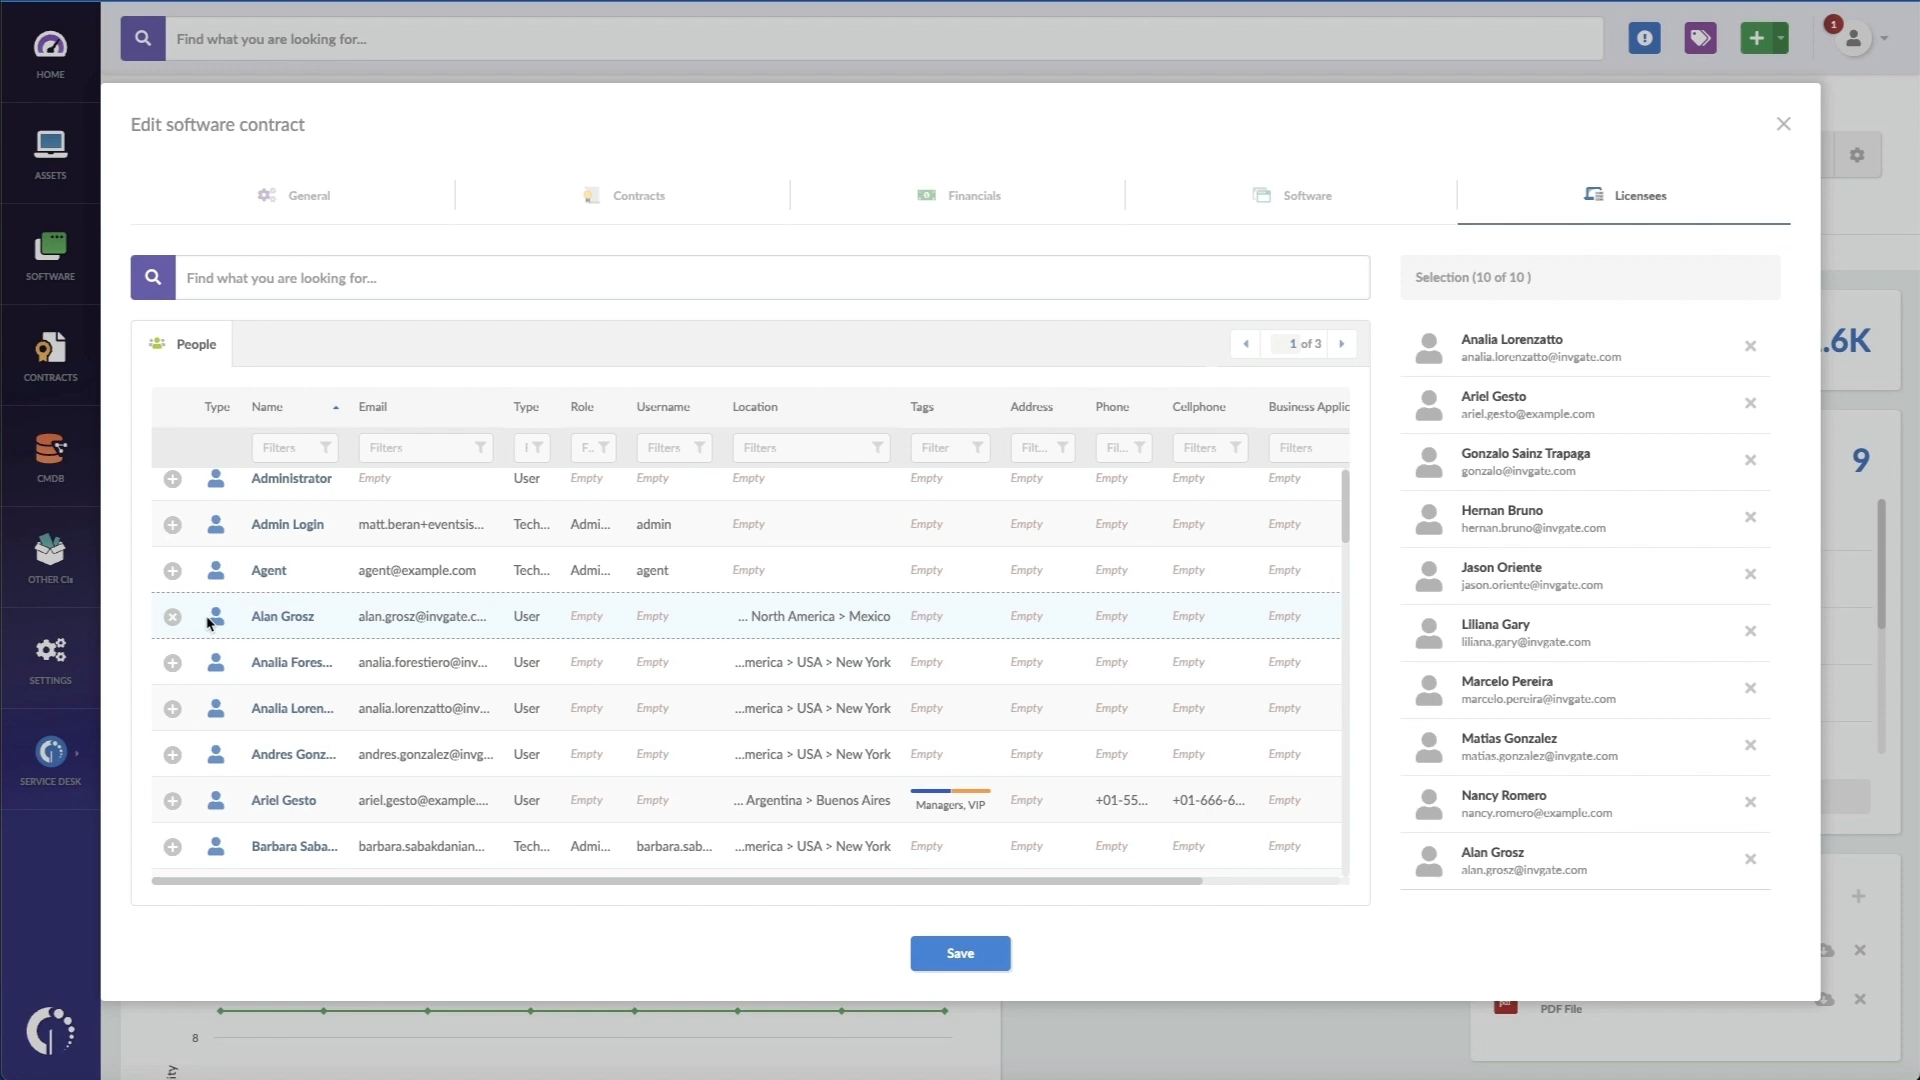 HOME
ASSETS
SOFTWARE
CONTRACTS
CMDB
OTHER CIs
SETTINGS
SERVICE DESK
Find what you are looking for...
1
Edit software contract
General
Contracts
Financials
Software
Licensees
Find what you are looking for...
Selection (10 of 10 )
People
1 of 3
Type Name Email Type Role Username Location Tags Address Phone Cellphone Business Applic
Filters Filters F... Filters Filters Filter Filt... Fil... Filters Filters
Administrator Empty User Empty Empty Empty Empty Empty Empty Empty Empty
Admin Login matt.beran+eventsis... Tech... Admi... admin Empty Empty Empty Empty Empty Empty
Agent agent@example.com Tech... Admi... agent Empty Empty Empty Empty Empty Empty
Alan Grosz alan.grosz@invgate.c... User Empty Empty ... North America > Mexico Empty Empty Empty Empty Empty
Analia Fores... analia.forestiero@inv... User Empty Empty ...merica > USA > New York Empty Empty Empty Empty Empty
Analia Loren... analia.lorenzatto@inv... User Empty Empty ...merica > USA > New York Empty Empty Empty Empty Empty
Andres Gonz... andres.gonzalez@invg... User Empty Empty ...merica > USA > New York Empty Empty Empty Empty Empty
Ariel Gesto ariel.gesto@example.... User Empty Empty ... Argentina > Buenos Aires Managers, VIP Empty +01-55... +01-666-6... Empty
Barbara Saba... barbara.sabakdanian... Tech... Admi... barbara.sab... ...merica > USA > New York Empty Empty Empty Empty Empty
Analia Lorenzatto
analia.lorenzatto@invgate.com
Ariel Gesto
ariel.gesto@example.com
Gonzalo Sainz Trapaga
gonzalo@invgate.com
Hernan Bruno
hernan.bruno@invgate.com
Jason Oriente
jason.oriente@invgate.com
Liliana Gary
liliana.gary@invgate.com
Marcelo Pereira
marcelo.pereira@invgate.com
Matias Gonzalez
matias.gonzalez@invgate.com
Nancy Romero
nancy.romero@example.com
Alan Grosz
alan.grosz@invgate.com
Save
.6K
9
PDF File
8